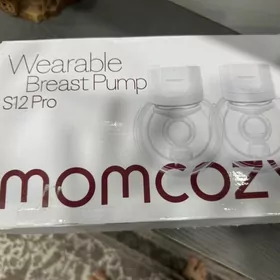 Wearable
Breast Pump
S12 Pro
momcozy